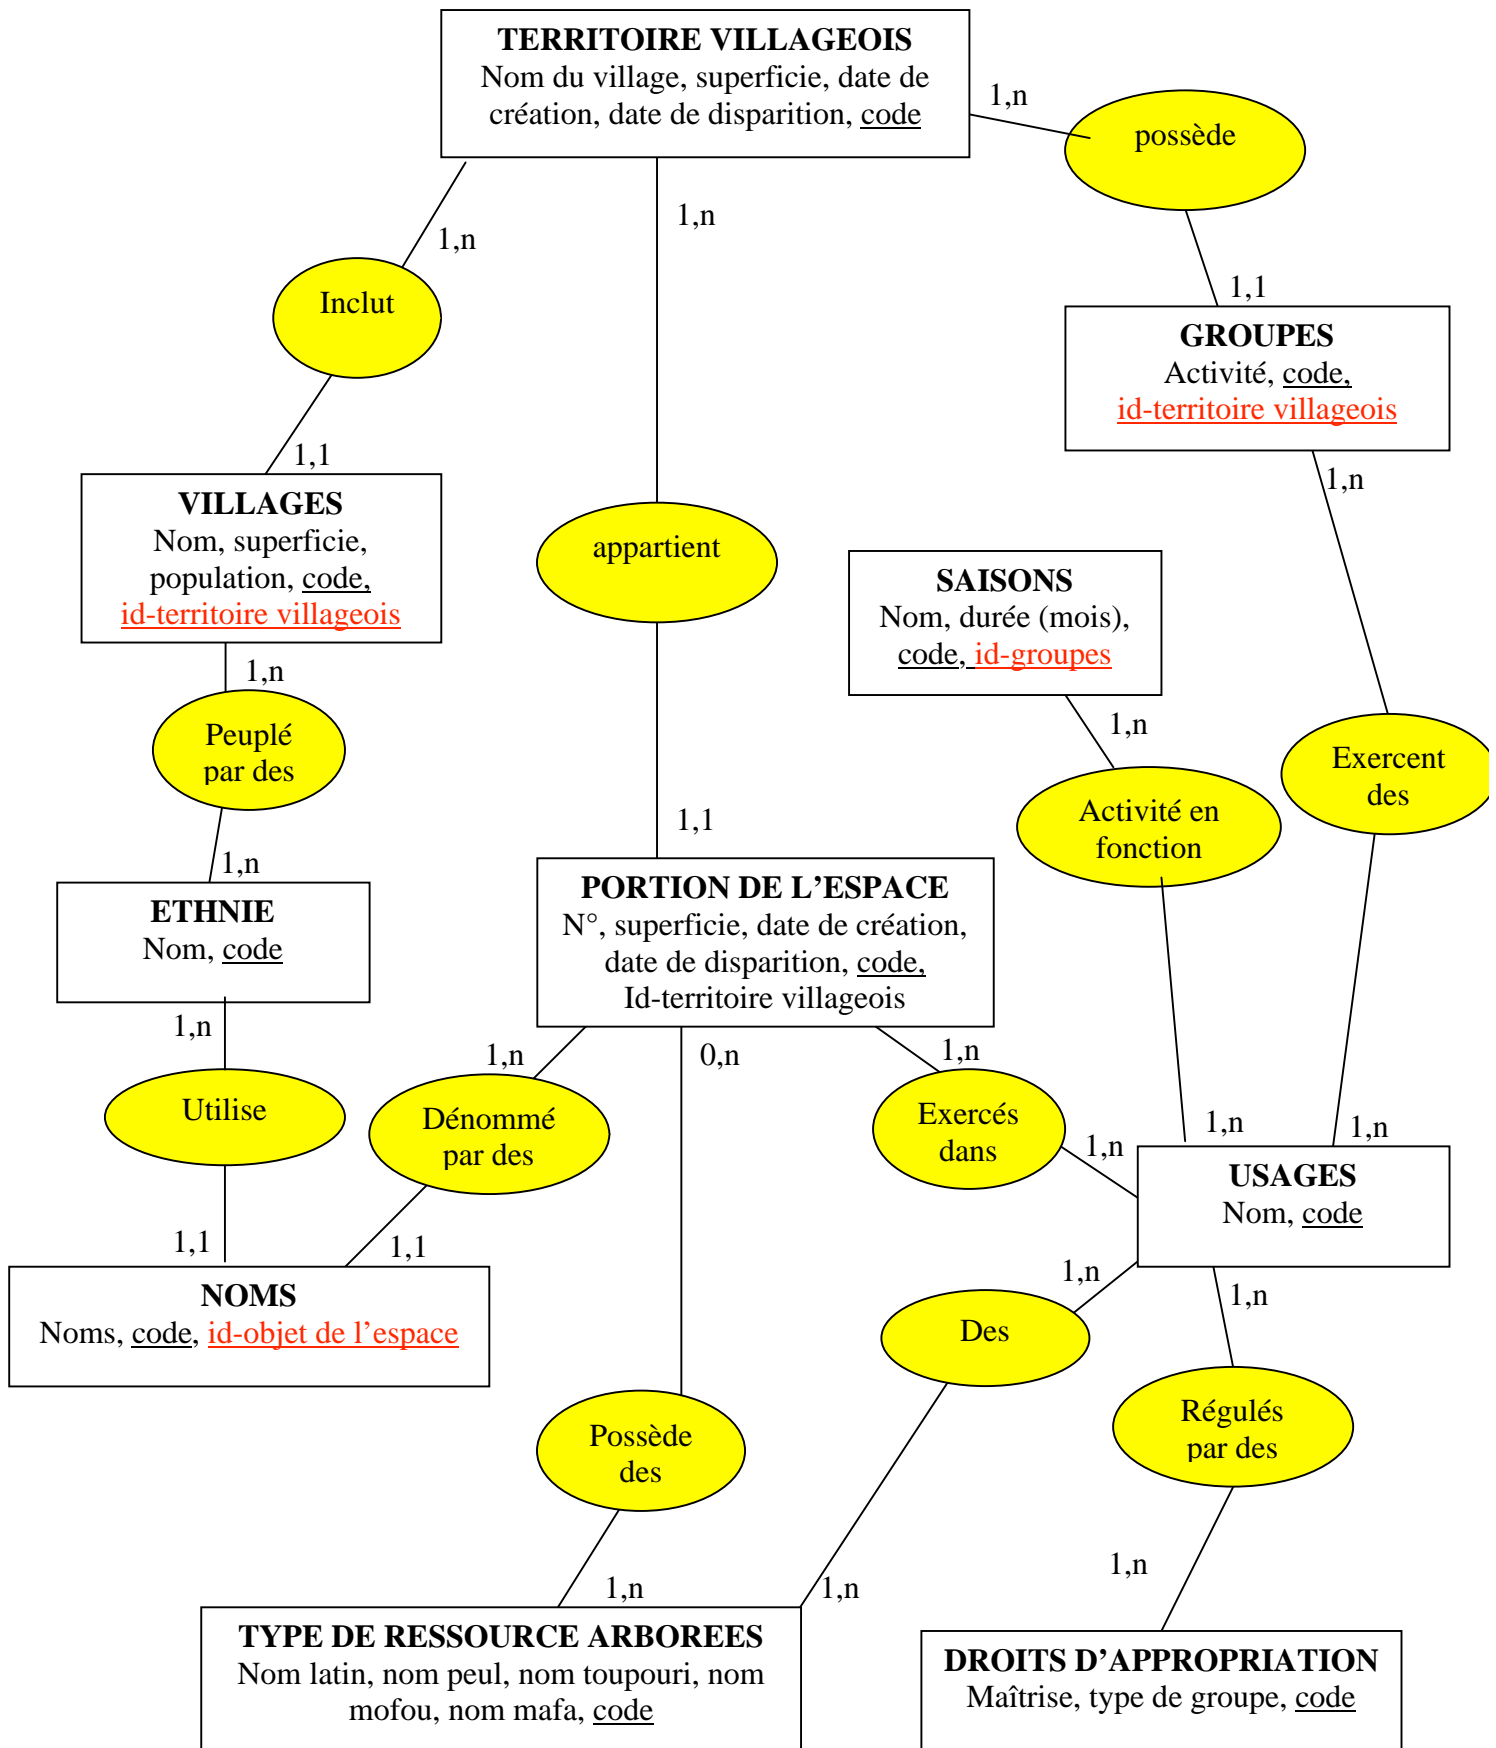 TERRITOIRE VILLAGEOIS
Nom du village, superficie, date de
création, date de disparition, code
1,n
possède
1,n
1,n
Inclut
1,1
GROUPES
Activité, code,
id-territoire villageois
1,1
VILLAGES
Nom, superficie,
population, code,
id-territoire villageois
1,n
appartient
SAISONS
Nom, durée (mois),
code, id-groupes
1,n
1,n
Peuplé
par des
Exercent
des
Activité en
fonction
1,1
1,n
ETHNIE
Nom, code
PORTION DE L’ESPACE
N°, superficie, date de création,
date de disparition, code,
Id-territoire villageois
1,n
1,n
0,n
1,n
Utilise
Dénommé
par des
Exercés
dans
1,n
1,n
1,n
USAGES
Nom, code
1,1
1,1
NOMS
Noms, code, id-objet de l’espace
1,n
1,n
Des
Possède
des
Régulés
par des
1,n
1,n
1,n
TYPE DE RESSOURCE ARBOREES
Nom latin, nom peul, nom toupouri, nom
mofou, nom mafa, code
DROITS D’APPROPRIATION
Maîtrise, type de groupe, code